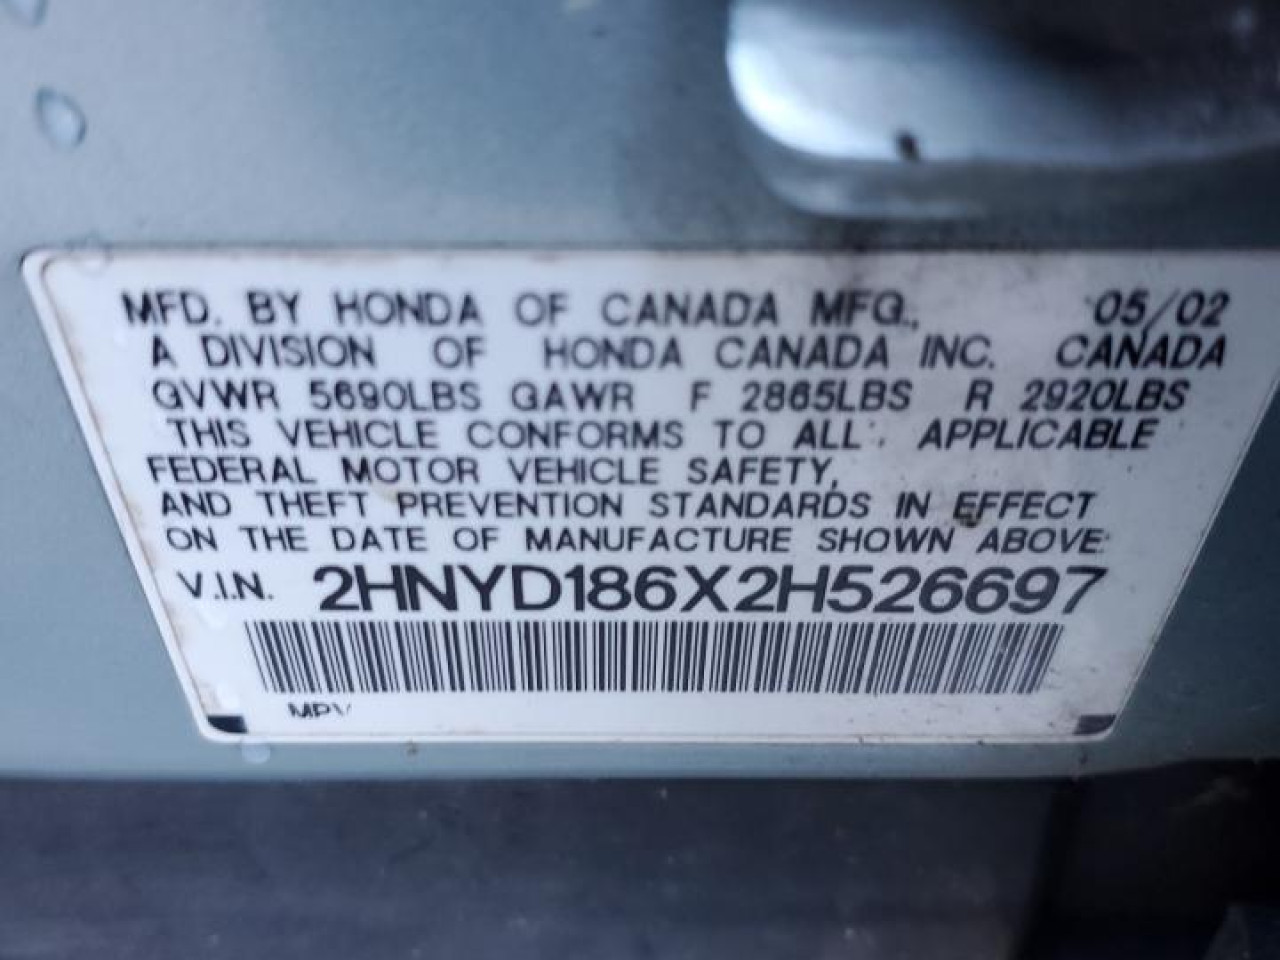 MFD. BY HONDA OF CANADA MFG., 05/02
A DIVISION OF HONDA CANADA INC. CANADA
GVWR 5690LBS GAWR F 2865LBS R 2920LBS
THIS VEHICLE CONFORMS TO ALL APPLICABLE
FEDERAL MOTOR VEHICLE SAFETY,
AND THEFT PREVENTION STANDARDS IN EFFECT
ON THE DATE OF MANUFACTURE SHOWN ABOVE:
V.I.N. 2HNYD186X2H526697
MPV